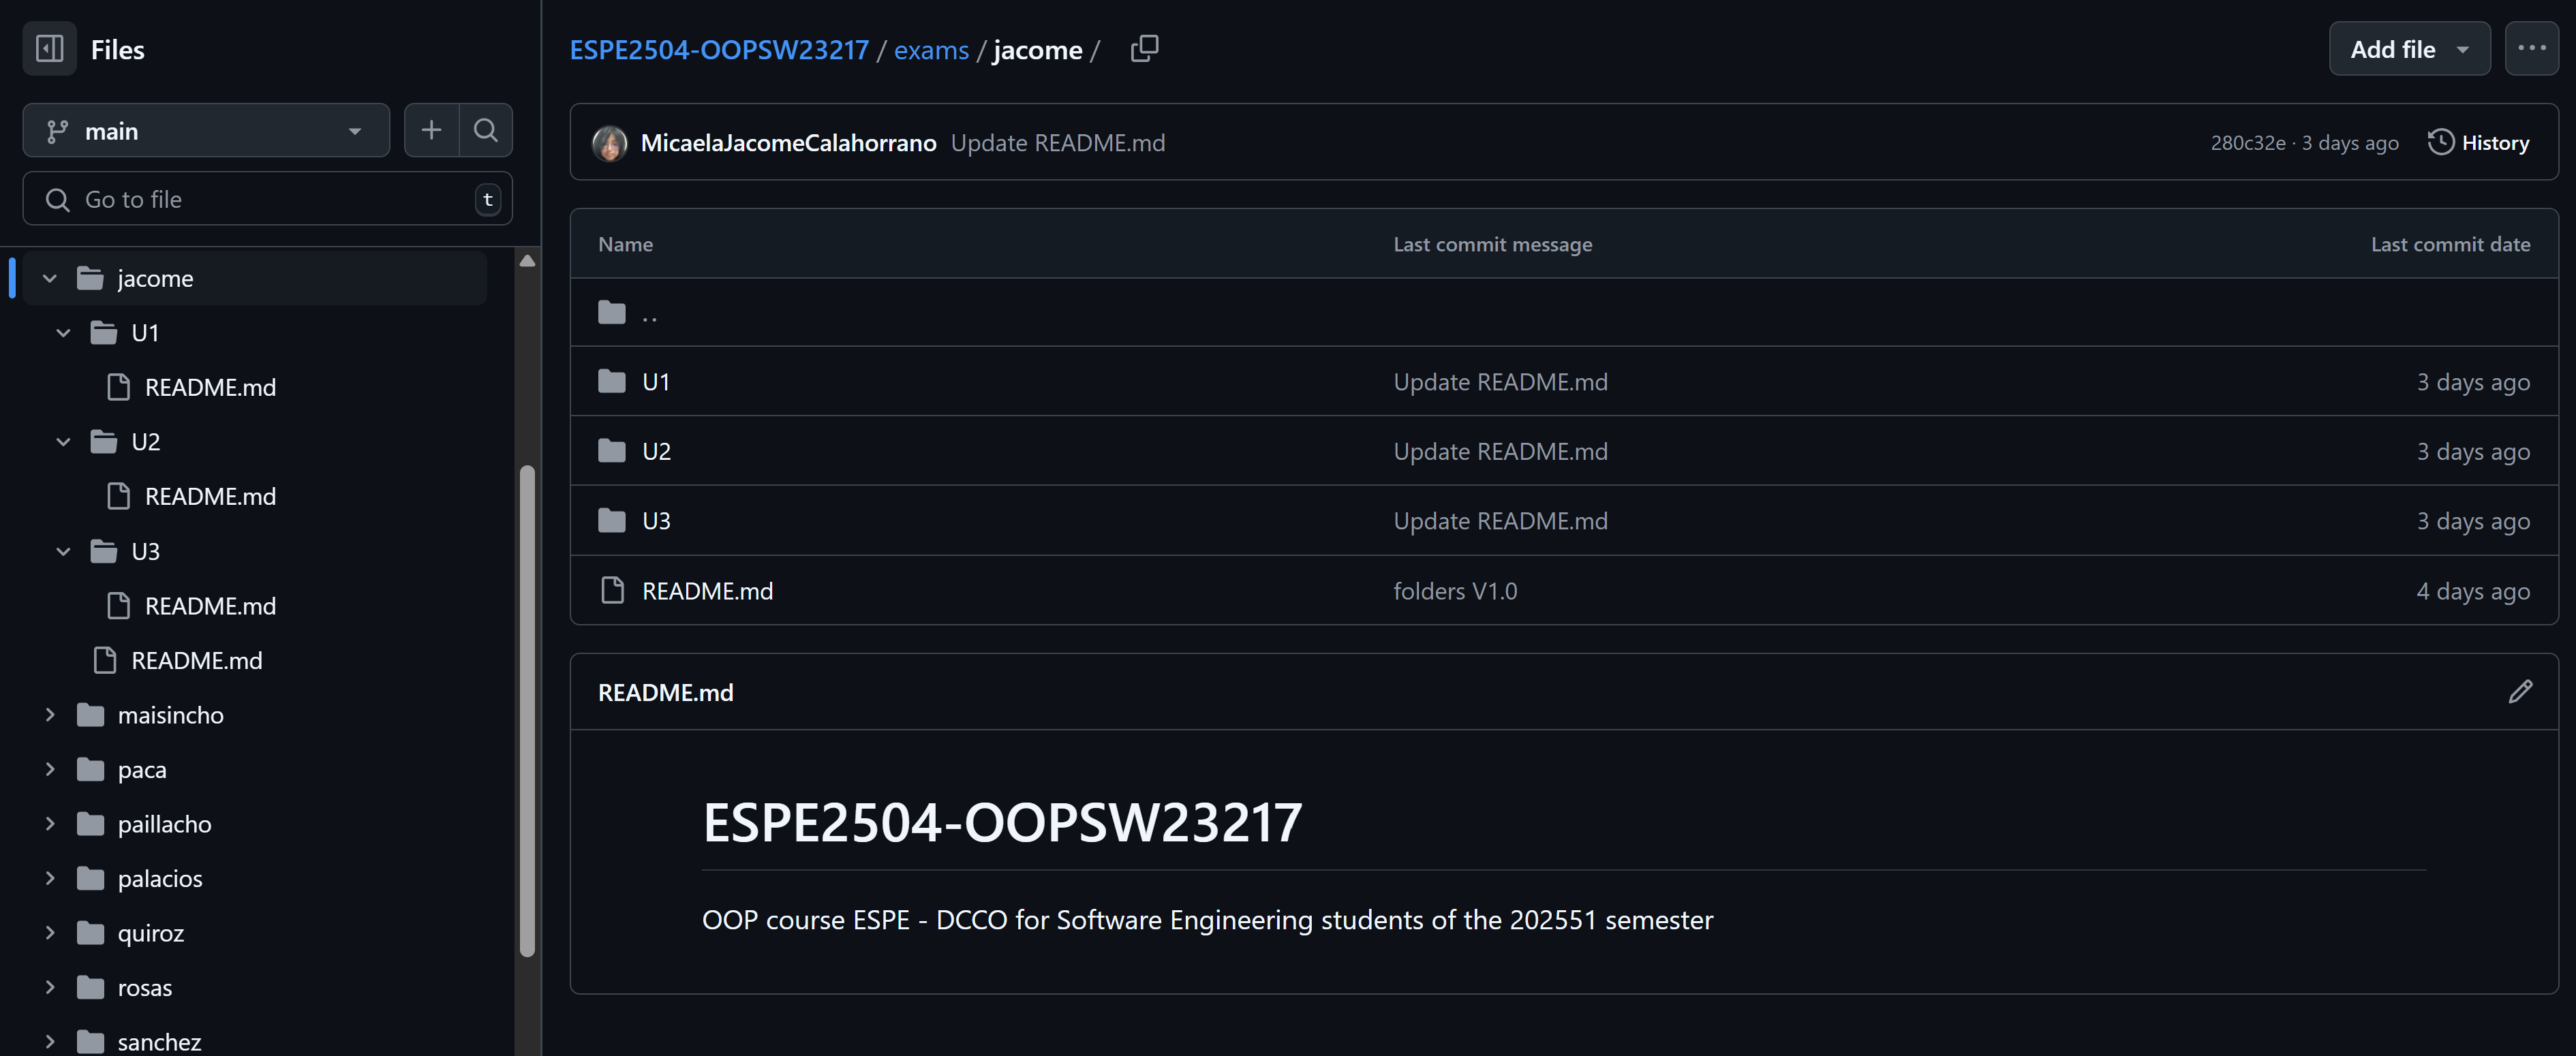 Files
main
Go to file
t
jacome
U1
README.md
U2
README.md
U3
README.md
README.md
maisincho
paca
paillacho
palacios
quiroz
rosas
sanchez
ESPE2504-OOPSW23217 / exams / jacome /
Add file
MicaelaJacomeCalahorrano Update README.md 280c32e · 3 days ago History
Name Last commit message Last commit date
..
U1 Update README.md 3 days ago
U2 Update README.md 3 days ago
U3 Update README.md 3 days ago
README.md folders V1.0 4 days ago
README.md
ESPE2504-OOPSW23217
OOP course ESPE - DCCO for Software Engineering students of the 202551 semester